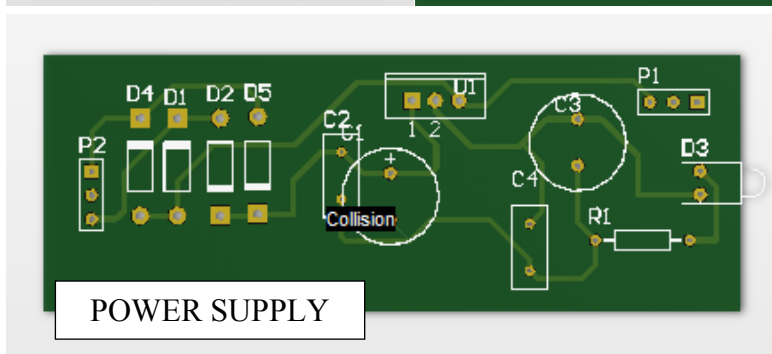 P1
D4 D1 D2 D5
U1
C3
C2
C1
1 2
P2
D3
+
C4
Collision
R1
POWER SUPPLY